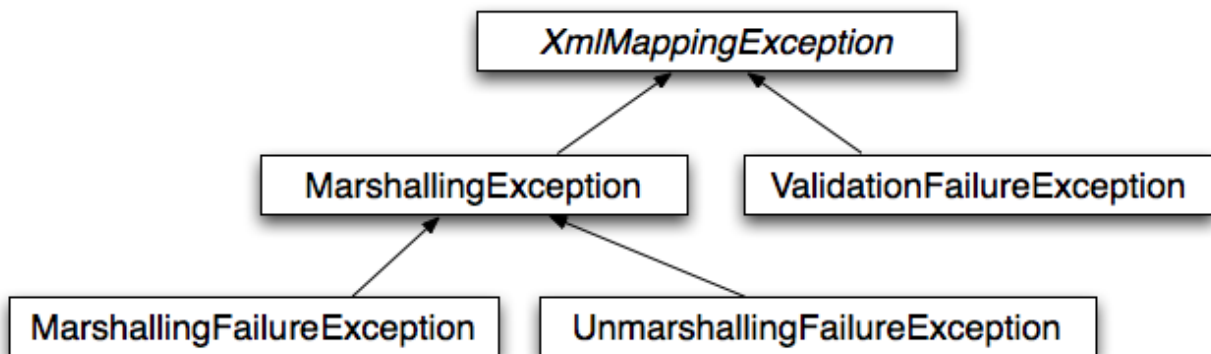 XmlMappingException
MarshallingException
ValidationFailureException
MarshallingFailureException
UnmarshallingFailureException